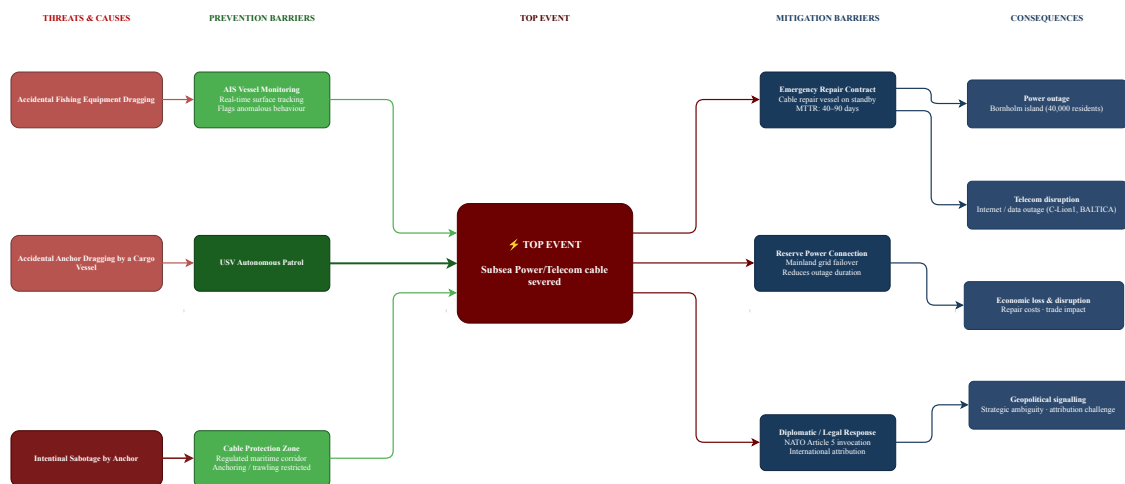 THREATS & CAUSES
PREVENTION BARRIERS
TOP EVENT
MITIGATION BARRIERS
CONSEQUENCES
Accidental Fishing Equipment Dragging
AIS Vessel Monitoring
Real-time surface tracking
Flags anomalous behaviour
Emergency Repair Contract
Cable repair vessel on standby
MTTR: 40–90 days
Power outage
Bornholm island (40,000 residents)
Telecom disruption
Internet / data outage (C-Lion1, BALTICA)
Accidental Anchor Dragging by a Cargo
Vessel
USV Autonomous Patrol
⚡ TOP EVENT
Subsea Power/Telecom cable
severed
Reserve Power Connection
Mainland grid failover
Reduces outage duration
Economic loss & disruption
Repair costs · trade impact
Geopolitical signalling
Strategic ambiguity · attribution challenge
Intentinal Sabotage by Anchor
Cable Protection Zone
Regulated maritime corridor
Anchoring / trawling restricted
Diplomatic / Legal Response
NATO Article 5 invocation
International attribution